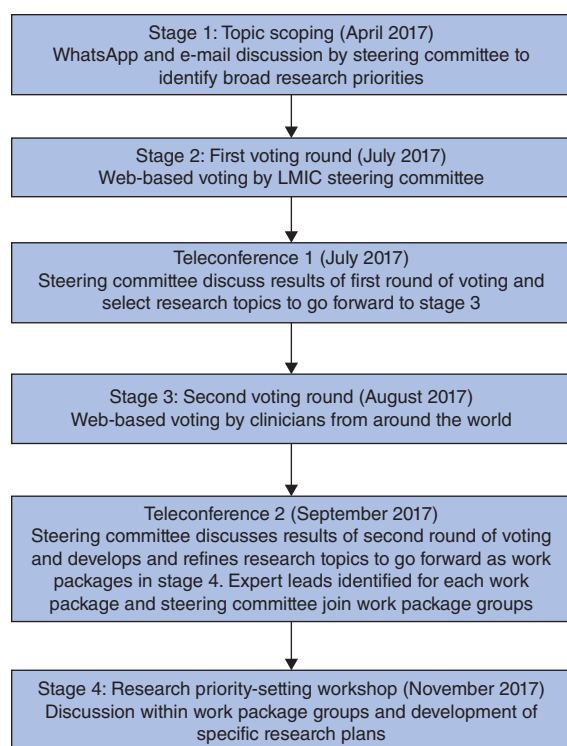 Stage 1: Topic scoping (April 2017)
WhatsApp and e-mail discussion by steering committee to
identify broad research priorities
Stage 2: First voting round (July 2017)
Web-based voting by LMIC steering committee
Teleconference 1 (July 2017)
Steering committee discuss results of first round of voting and
select research topics to go forward to stage 3
Stage 3: Second voting round (August 2017)
Web-based voting by clinicians from around the world
Teleconference 2 (September 2017)
Steering committee discusses results of second round of voting
and develops and refines research topics to go forward as work
packages in stage 4. Expert leads identified for each work
package and steering committee join work package groups
Stage 4: Research priority-setting workshop (November 2017)
Discussion within work package groups and development of
specific research plans